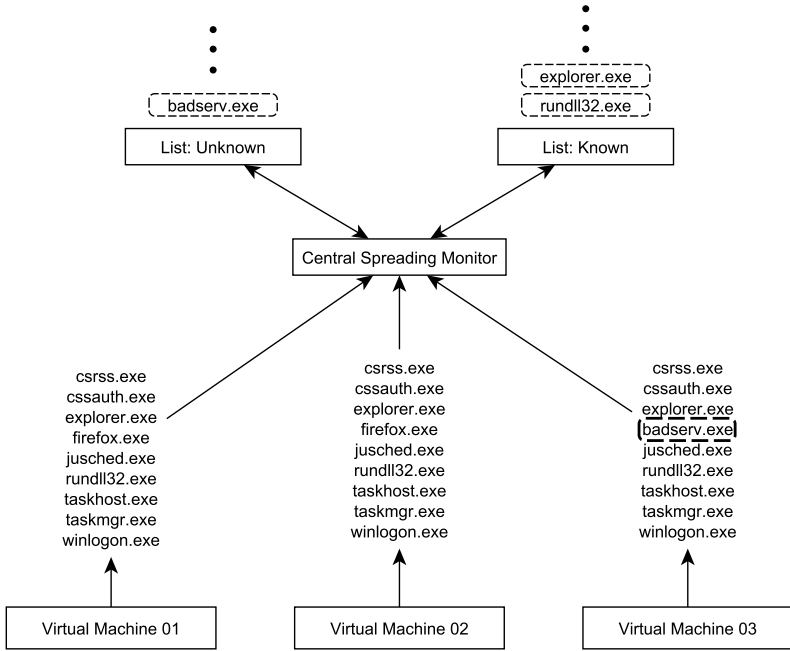 explorer.exe
badserv.exe
rundll32.exe
List: Unknown
List: Known
Central Spreading Monitor
csrss.exe
cssauth.exe
explorer.exe
firefox.exe
jusched.exe
rundll32.exe
taskhost.exe
taskmgr.exe
winlogon.exe
csrss.exe
cssauth.exe
explorer.exe
firefox.exe
jusched.exe
rundll32.exe
taskhost.exe
taskmgr.exe
winlogon.exe
csrss.exe
cssauth.exe
explorer.exe
badserv.exe
jusched.exe
rundll32.exe
taskhost.exe
taskmgr.exe
winlogon.exe
Virtual Machine 01
Virtual Machine 02
Virtual Machine 03